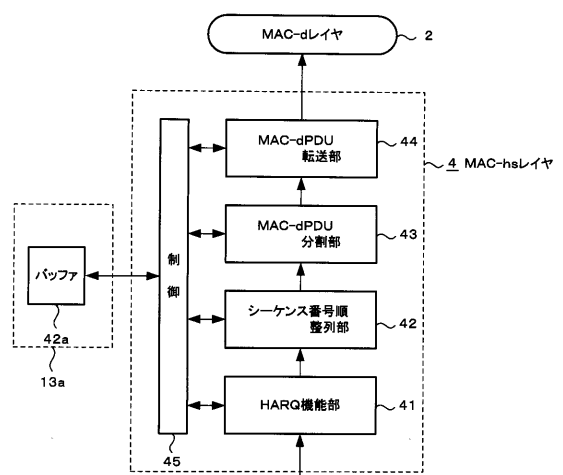 MAC-dレイヤ
2
MAC-dPDU
転送部
44
4 MAC-hsレイヤ
MAC-dPDU
分割部
43
制
御
バッファ
42a
13a
シーケンス番号順
整列部
42
HARQ機能部
41
45